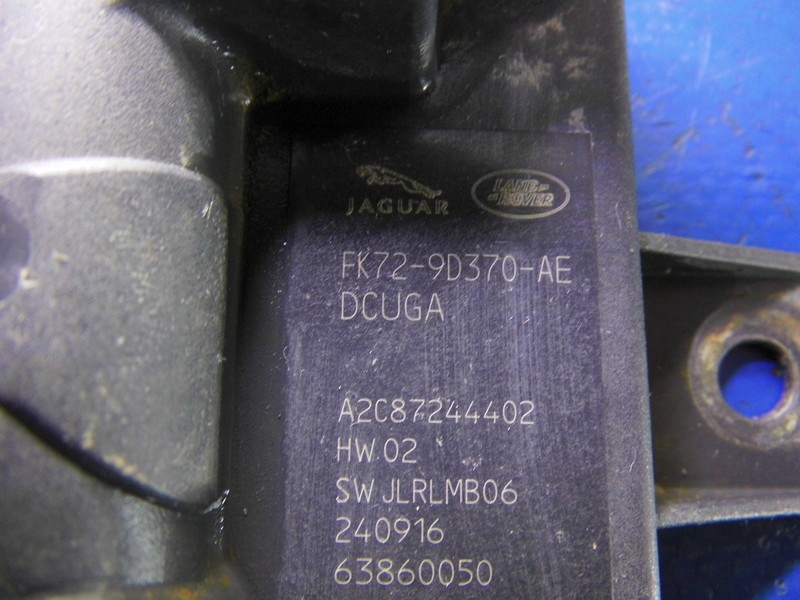 JAGUAR
LAND-
-ROVER
FK72-9D370-AE
DCUGA
A2C87244402
HW 02
SW JLRLMB06
240916
63860050